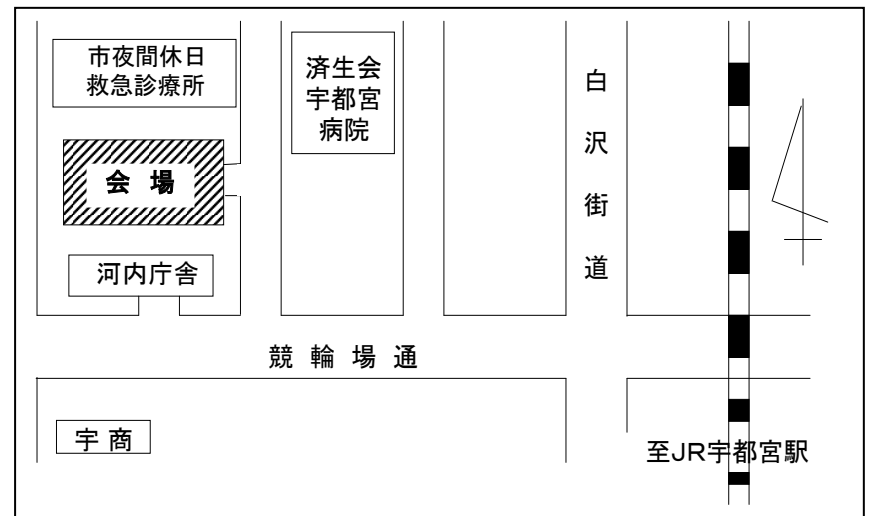 市夜間休日
救急診療所
済生会
宇都宮
病院
白沢街道
会場
河内庁舎
競輪場通
宇商
至JR宇都宮駅